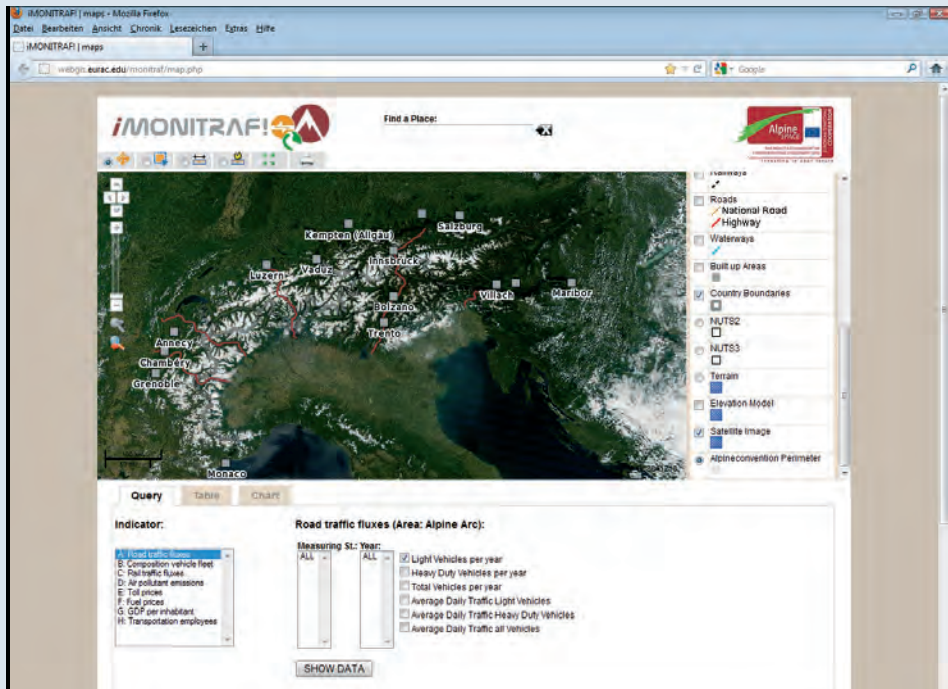 iMONITRAF! | maps - Mozilla Firefox
Datei Bearbeiten Ansicht Chronik Lesezeichen Extras Hilfe
iMONITRAF! | maps +
webgis.eurac.edu/monitraf/map.php
Google
iMONITRAF!
Find a Place:
Alpine
SPACE
Railways
Roads
National Road
Highway
Waterways
Built up Areas
Country Boundaries
NUTS2
NUTS3
Terrain
Elevation Model
Satellite Image
Alpineconvention Perimeter
Kempten (Allgäu)
Salzburg
Innsbruck
Luzern
Vaduz
Bolzano
Villach
Maribor
Trento
Annecy
Chambéry
Grenoble
Monaco
Query Table Chart
Indicator:
A: Road traffic fluxes
B: Composition vehicle fleet
C: Rail traffic fluxes
D: Air pollutant emissions
E: Toll prices
F: Fuel prices
G: GDP per inhabitant
H: Transportation employees
Road traffic fluxes (Area: Alpine Arc):
Measuring St.: Year:
ALL ALL
Light Vehicles per year
Heavy Duty Vehicles per year
Total Vehicles per year
Average Daily Traffic Light Vehicles
Average Daily Traffic Heavy Duty Vehicles
Average Daily Traffic all Vehicles
SHOW DATA